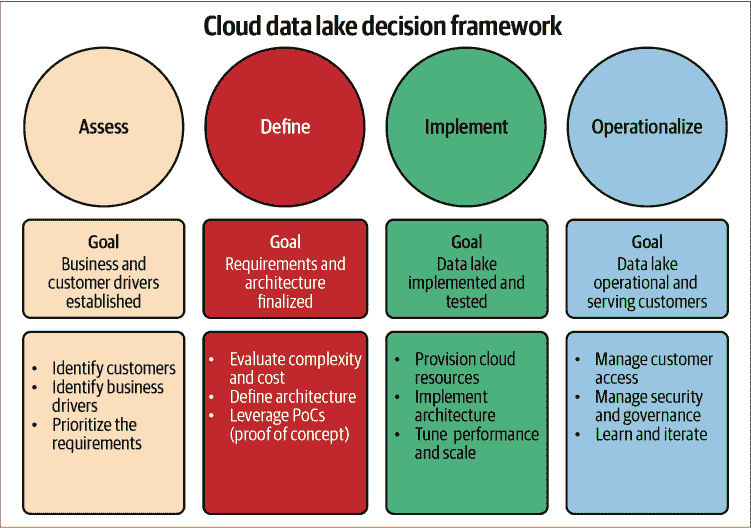 Cloud data lake decision framework
Assess
Define
Implement
Operationalize
Goal
Business and
customer drivers
established
Goal
Requirements and
architecture
finalized
Goal
Data lake
implemented and
tested
Goal
Data lake
operational and
serving customers
• Identify customers
• Identify business
drivers
• Prioritize the
requirements
• Evaluate complexity
and cost
• Define architecture
• Leverage PoCs
(proof of concept)
• Provision cloud
resources
• Implement
architecture
• Tune performance
and scale
• Manage customer
access
• Manage security
and governance
• Learn and iterate